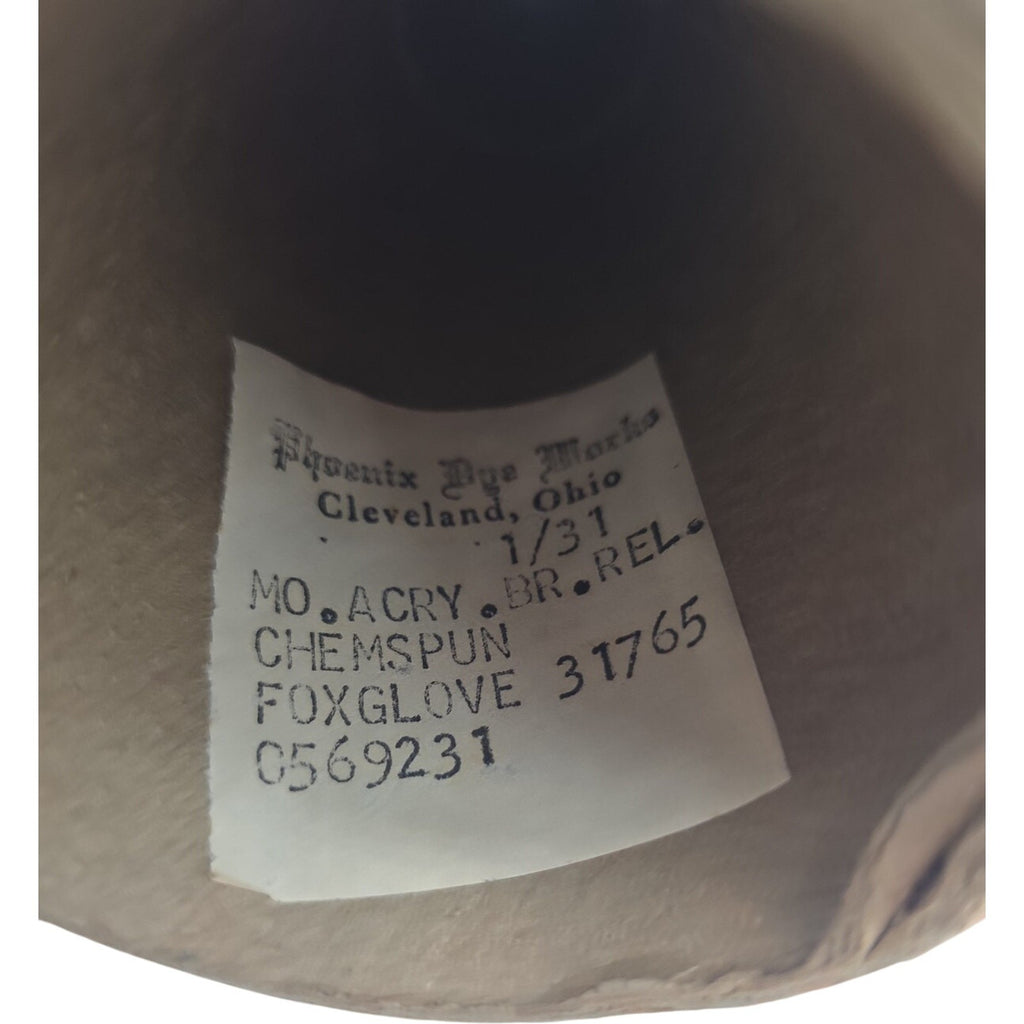 Phoenix Dye Works
Cleveland, Ohio
1/31
MO.ACRY.BR.REL.
CHEMSPUN
FOXGLOVE 31765
0569231